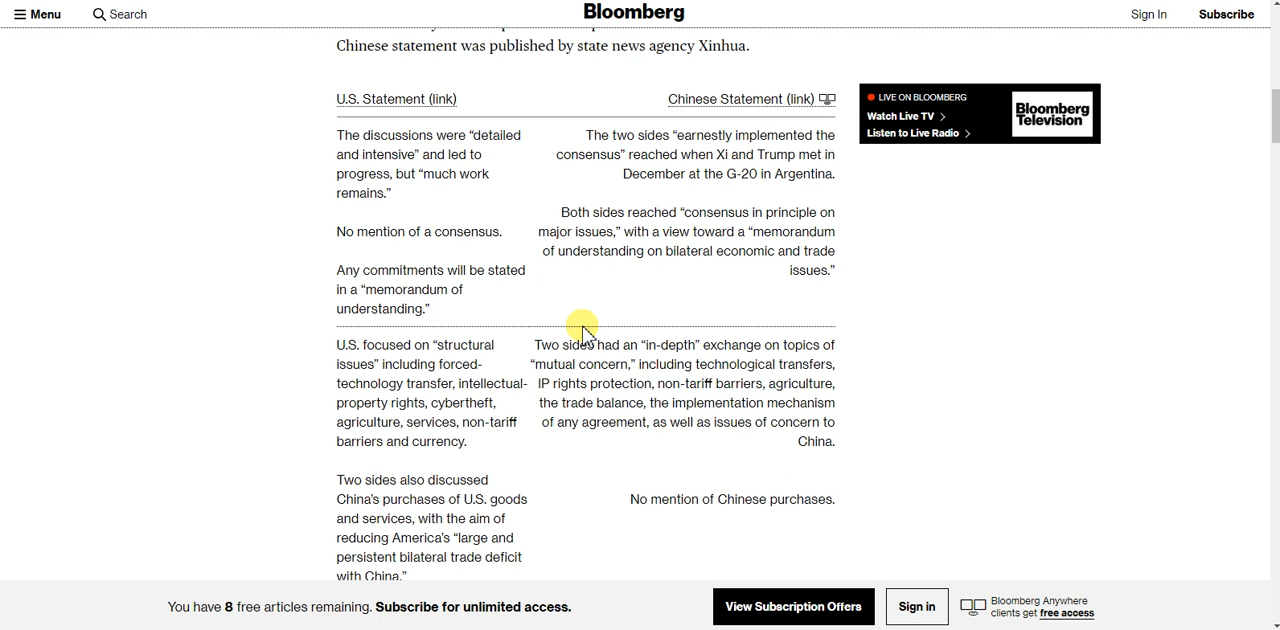 Menu
Search
Bloomberg
Sign In
Subscribe
Chinese statement was published by state news agency Xinhua.
U.S. Statement (link)
Chinese Statement (link)
The discussions were “detailed
and intensive” and led to
progress, but “much work
remains.”
No mention of a consensus.
Any commitments will be stated
in a “memorandum of
understanding.”
The two sides “earnestly implemented the
consensus” reached when Xi and Trump met in
December at the G-20 in Argentina.
Both sides reached “consensus in principle on
major issues,” with a view toward a “memorandum
of understanding on bilateral economic and trade
issues.”
U.S. focused on “structural
issues” including forced-
technology transfer, intellectual-
property rights, cybertheft,
agriculture, services, non-tariff
barriers and currency.
Two sides also discussed
China’s purchases of U.S. goods
and services, with the aim of
reducing America’s “large and
persistent bilateral trade deficit
with China.”
Two sides had an “in-depth” exchange on topics of
“mutual concern,” including technological transfers,
IP rights protection, non-tariff barriers, agriculture,
the trade balance, the implementation mechanism
of any agreement, as well as issues of concern to
China.
No mention of Chinese purchases.
LIVE ON BLOOMBERG
Watch Live TV
Listen to Live Radio
Bloomberg
Television
You have 8 free articles remaining. Subscribe for unlimited access.
View Subscription Offers
Sign in
Bloomberg Anywhere
clients get free access